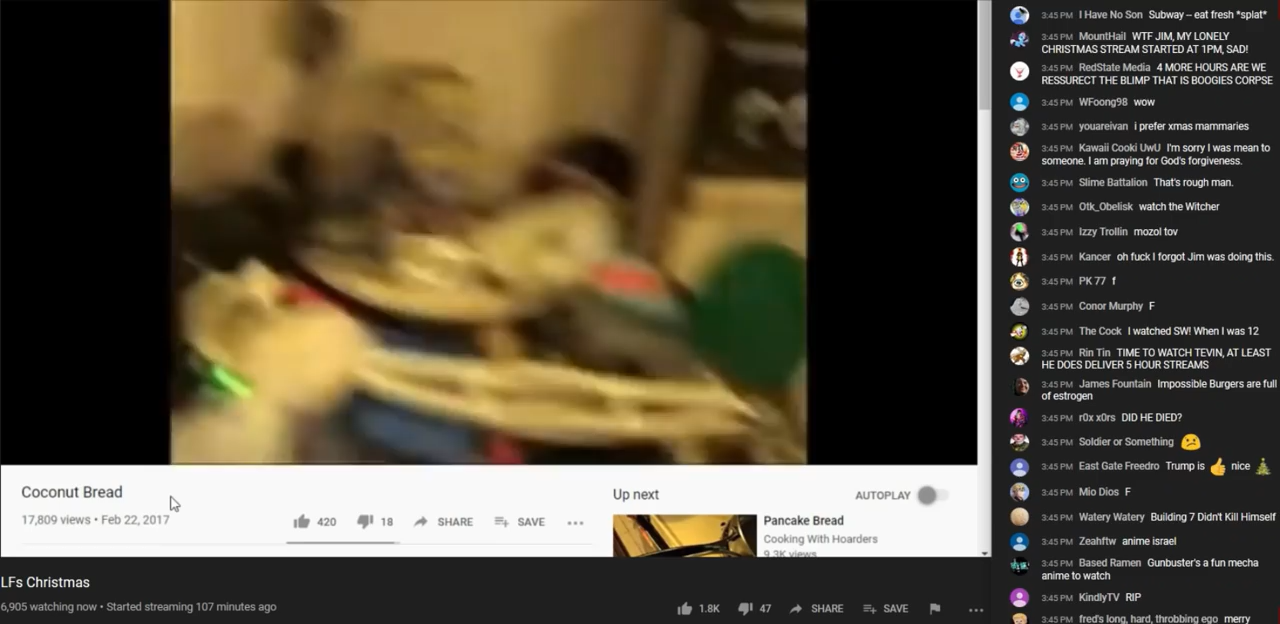 Coconut Bread
17,809 views • Feb 22, 2017
420
18
SHARE
SAVE
Up next
AUTOPLAY
Pancake Bread
Cooking With Hoarders
9.3K views
LFs Christmas
6,905 watching now • Started streaming 107 minutes ago
1.8K
47
SHARE
SAVE
3:45 PM I Have No Son Subway – eat fresh *splat*
3:45 PM MountHail WTF JIM, MY LONELY
CHRISTMAS STREAM STARTED AT 1PM, SAD!
3:45 PM RedState Media 4 MORE HOURS ARE WE
RESSURECT THE BLIMP THAT IS BOOGIES CORPSE
3:45 PM WFoong98 wow
3:45 PM youareivan i prefer xmas mammaries
3:45 PM Kawaii Cooki UwU I'm sorry I was mean to
someone. I am praying for God's forgiveness.
3:45 PM Slime Battalion That's rough man.
3:45 PM Otk_Obelisk watch the Witcher
3:45 PM Izzy Trollin mozol tov
3:45 PM Kancer oh fuck I forgot Jim was doing this.
3:45 PM PK 77 f
3:45 PM Conor Murphy F
3:45 PM The Cock I watched SW! When I was 12
3:45 PM Rin Tin TIME TO WATCH TEVIN, AT LEAST
HE DOES DELIVER 5 HOUR STREAMS
3:45 PM James Fountain Impossible Burgers are full
of estrogen
3:45 PM r0x x0rs DID HE DIED?
3:45 PM Soldier or Something 😕
3:45 PM East Gate Freedro Trump is 👍 nice 🎄
3:45 PM Mio Dios F
3:45 PM Watery Watery Building 7 Didn't Kill Himself
3:45 PM Zeahftw anime israel
3:45 PM Based Ramen Gunbuster's a fun mecha
anime to watch
3:45 PM KindlyTV RIP
3:45 PM fred's long, hard, throbbing ego merry